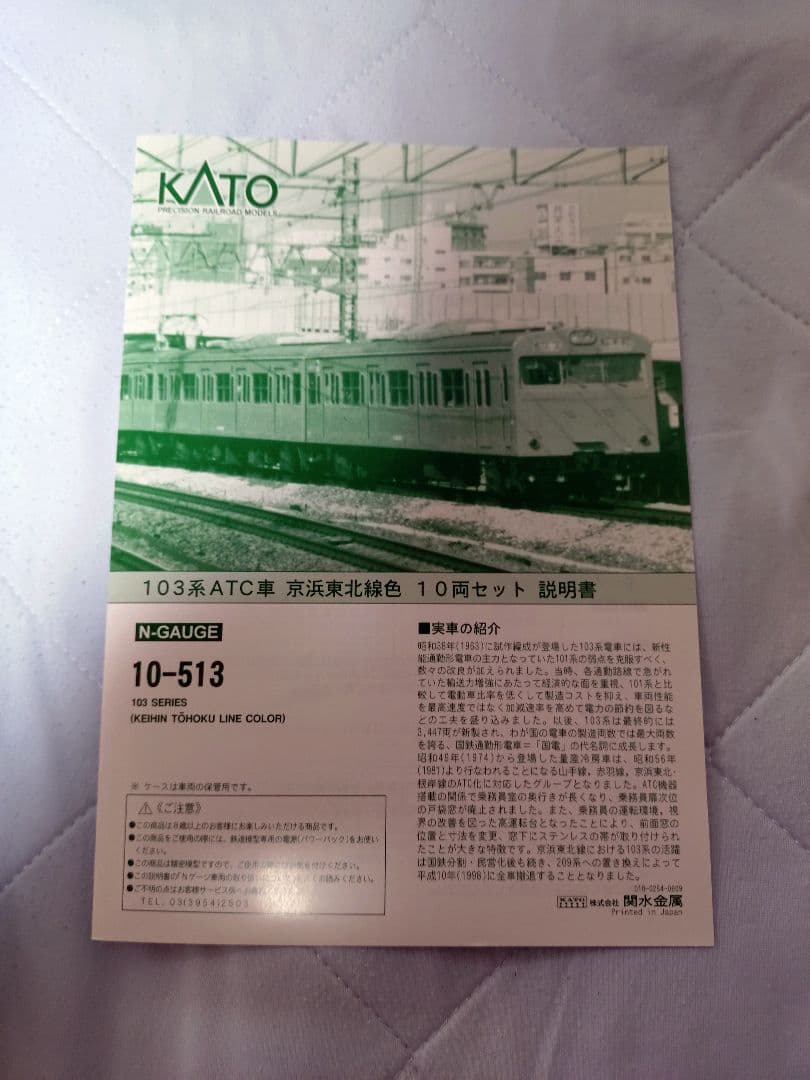 KATO
PRECISION RAILROAD MODELS
103系ATC車 京浜東北線色 10両セット 説明書
N-GAUGE
10-513
103 SERIES
(KEIHIN TŌHOKU LINE COLOR)
※ ケースは車両の保管用です。
⚠《ご注意》
●この商品は8歳以上のお客様にお楽しみいただける商品です。
●この商品をご使用の際には、鉄道模型専用の電源(パワーパック)をお使い
ください。
●この商品は精密模型ですので、ご使用の際には
●この説明書の「Nゲージ車両の取り扱いについて」 お読みください。
●ご不明の点はお客様サービス係へ
TEL. 03(3954)2503
■実車の紹介
昭和38年(1963)に試作編成が登場した103系電車には、新性
能通勤形電車の主力となっていた101系の弱点を克服すべく、
数々の改良が加えられました。当時、各通勤路線で急がれ
ていた輸送力増強にあたって経済的な面を重視、101系と比
較して電動車比率を低くして製造コストを抑え、車両性能
を最高速度ではなく加減速率を高めて電力の節約を図るな
どの工夫を盛り込みました。以後、103系は最終的には
3,447両が新製され、わが国の電車の製造両数では最大両数
を誇る、国鉄通勤形電車=「国電」の代名詞に成長します。
昭和49年(1974)から登場した量産冷房車は、昭和56年
(1981)より行なわれることになる山手線，赤羽線，京浜東北・
根岸線のATC化に対応したグループとなりました。ATC機器
搭載の関係で乗務員室の奥行きが長くなり、乗務員扉次位
の戸袋窓が廃止されました。また、乗務員の運転環境，視
界の改善を図った高運転台となったことにより、前面窓の
位置と寸法を変更、窓下にステンレスの帯が取り付けられ
たことが大きな特徴です。京浜東北線における103系の活躍
は国鉄分割・民営化後も続き、209系への置き換えによって
平成10年(1998)に全車撤退することとなりました。
018-0254-0609
KATO 株式会社 関水金属
Printed in Japan